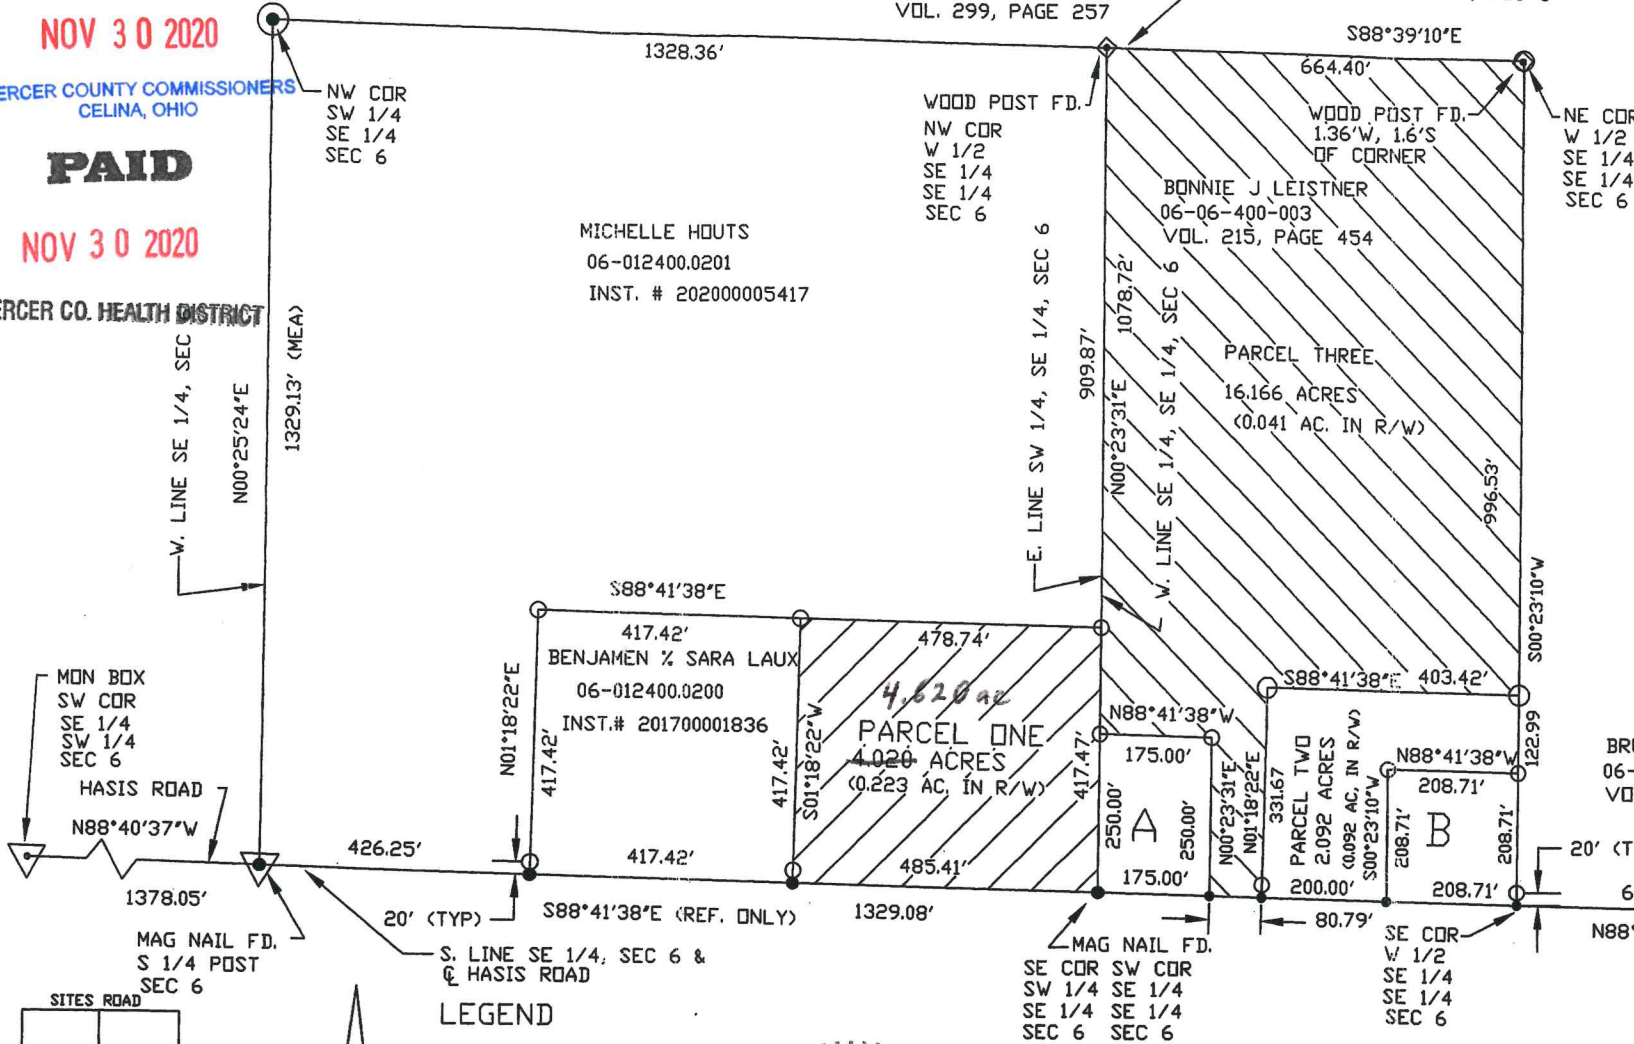 NOV 3 0 2020
ERCER COUNTY COMMISSIONERS
CELINA, OHIO
PAID
NOV 3 0 2020
ERCER CO. HEALTH DISTRICT
VOL. 299, PAGE 257
1328.36'
S88°39'10"E
664.40'
NW COR
SW 1/4
SE 1/4
SEC 6
WOOD POST FD.
NW COR
W 1/2
SE 1/4
SE 1/4
SEC 6
WOOD POST FD.
1.36'W, 1.6'S
OF CORNER
NE COR
W 1/2
SE 1/4
SE 1/4
SEC 6
BONNIE J LEISTNER
06-06-400-003
VOL. 215, PAGE 454
MICHELLE HOUTS
06-012400.0201
INST. # 202000005417
W. LINE SE 1/4, SEC
N00°25'24"E
1329.13' (MEA)
E. LINE SW 1/4, SE 1/4, SEC 6
909.87'
1078.72'
N00°23'31"E
W. LINE SE 1/4, SE 1/4, SEC 6
PARCEL THREE
16.166 ACRES
(0.041 AC. IN R/W)
996.53'
S00°23'10"W
S88°41'38"E
417.42'
478.74'
BENJAMEN % SARA LAUX
06-012400.0200
INST.# 201700001836
N01°18'22"E
417.42'
417.42'
S01°18'22"W
4.620 ac
PARCEL ONE
4.020 ACRES
(0.223 AC. IN R/W)
417.47'
N88°41'38"W
175.00'
250.00'
A
250.00'
175.00'
N00°23'31"E
N01°18'22"E
331.67
S88°41'38"E
403.42'
PARCEL TWO
2.092 ACRES
(0.092 AC, IN R/W)
S00°23'10"W
N88°41'38"W
208.71'
208.71'
B
208.71'
122.99
200.00'
208.71'
BR
06-
VO
20' (T
6
N88°
MON BOX
SW COR
SE 1/4
SW 1/4
SEC 6
HASIS ROAD
N88°40'37"W
1378.05'
426.25'
417.42'
485.41'
20' (TYP)
S88°41'38"E (REF. ONLY)
1329.08'
80.79'
MAG NAIL FD.
S 1/4 POST
SEC 6
S. LINE SE 1/4, SEC 6 &
℄ HASIS ROAD
MAG NAIL FD.
SE COR SW COR
SW 1/4 SE 1/4
SE 1/4 SE 1/4
SEC 6 SEC 6
SE COR
W 1/2
SE 1/4
SE 1/4
SEC 6
SITES ROAD
LEGEND